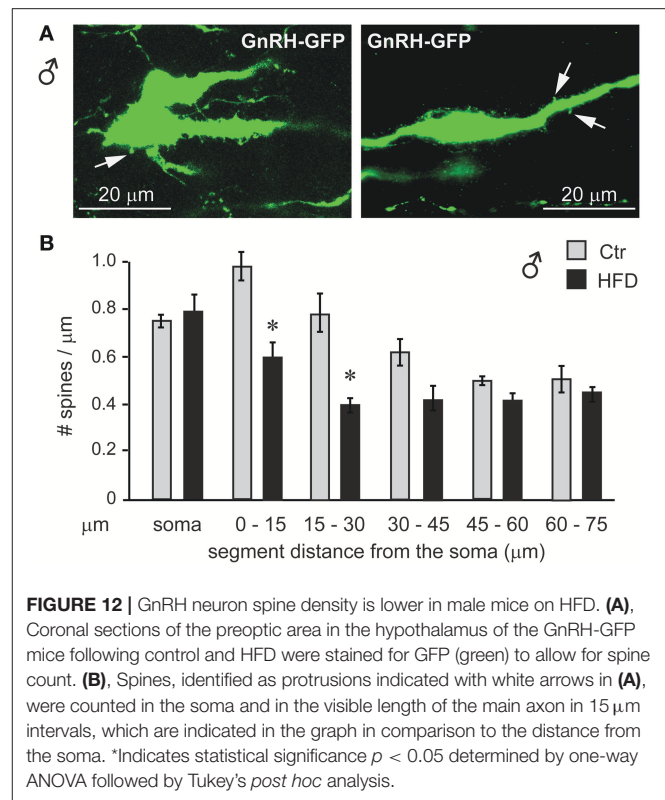 A
♂
GnRH-GFP
20 μm
GnRH-GFP
20 μm
B
♂
Ctr
HFD
# spines / μm
1.0
0.8
0.6
0.4
0.2
0
*
*
μm soma 0 - 15 15 - 30 30 - 45 45 - 60 60 - 75
segment distance from the soma (μm)
FIGURE 12 | GnRH neuron spine density is lower in male mice on HFD. (A),
Coronal sections of the preoptic area in the hypothalamus of the GnRH-GFP
mice following control and HFD were stained for GFP (green) to allow for spine
count. (B), Spines, identified as protrusions indicated with white arrows in (A),
were counted in the soma and in the visible length of the main axon in 15 μm
intervals, which are indicated in the graph in comparison to the distance from
the soma. *Indicates statistical significance p < 0.05 determined by one-way
ANOVA followed by Tukey's post hoc analysis.